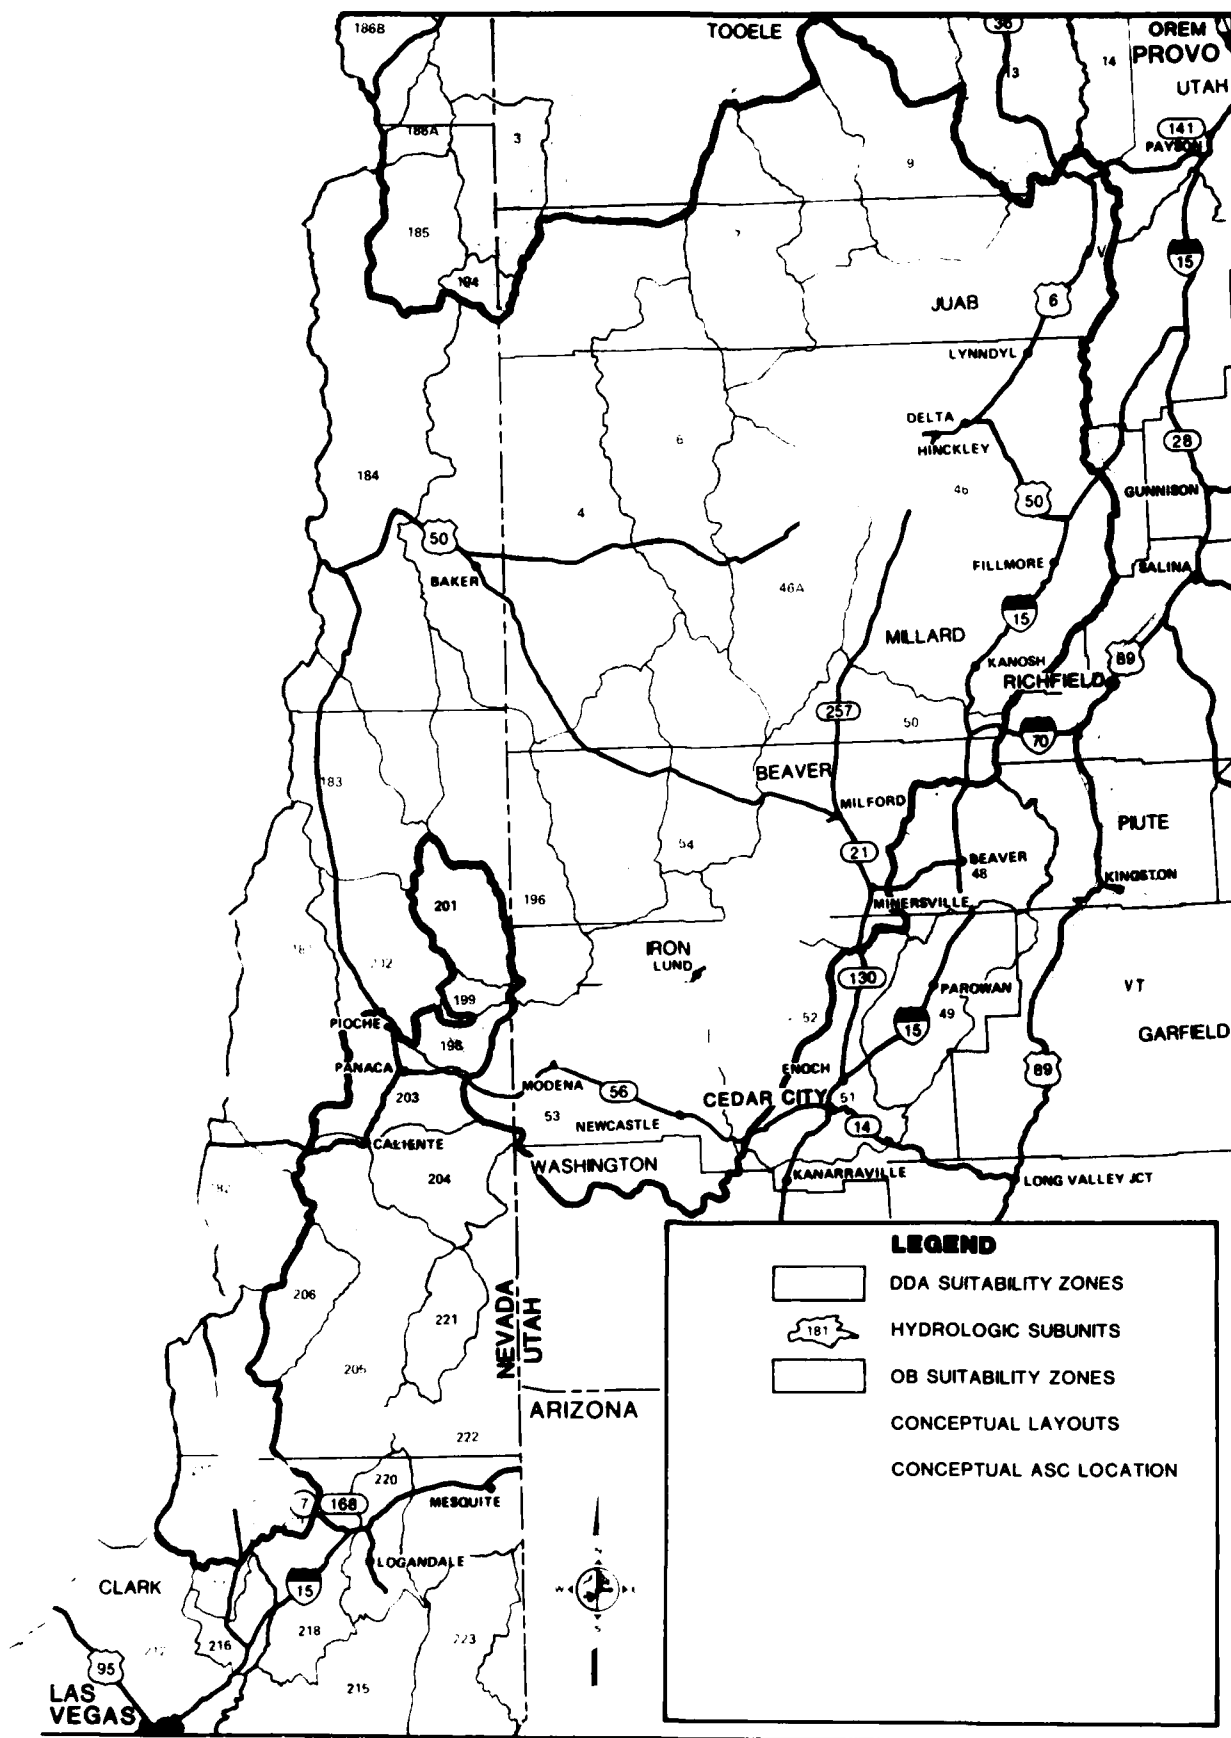 186B
TOOELE
36
OREM
PROVO
13
14
UTAH
188A
3
141
PAYSON
9
185
7
V
15
194
JUAB
6
LYNNDYL
DELTA
HINCKLEY
28
6
184
46
GUNNISON
50
4
50
FILLMORE
SALINA
BAKER
46A
15
MILLARD
KANOSH
89
RICHFIELD
257
50
70
BEAVER
183
MILFORD
PIUTE
54
21
BEAVER
48
KINGSTON
201
196
MINERSVILLE
IRON
LUND
202
130
199
PAROWAN
VT
PIOCHE
52
15
49
GARFIELD
198
PANACA
ENOCH
89
MODENA
56
CEDAR CITY
51
203
53
NEWCASTLE
14
CALIENTE
WASHINGTON
KANARRAVILLE
LONG VALLEY JCT
204
182
206
221
NEVADA
UTAH
205
ARIZONA
222
220
7
168
MESQUITE
LOGANDALE
CLARK
15
N
W
E
S
216
218
223
212
95
215
LAS
VEGAS
LEGEND
DDA SUITABILITY ZONES
181
HYDROLOGIC SUBUNITS
OB SUITABILITY ZONES
CONCEPTUAL LAYOUTS
CONCEPTUAL ASC LOCATION